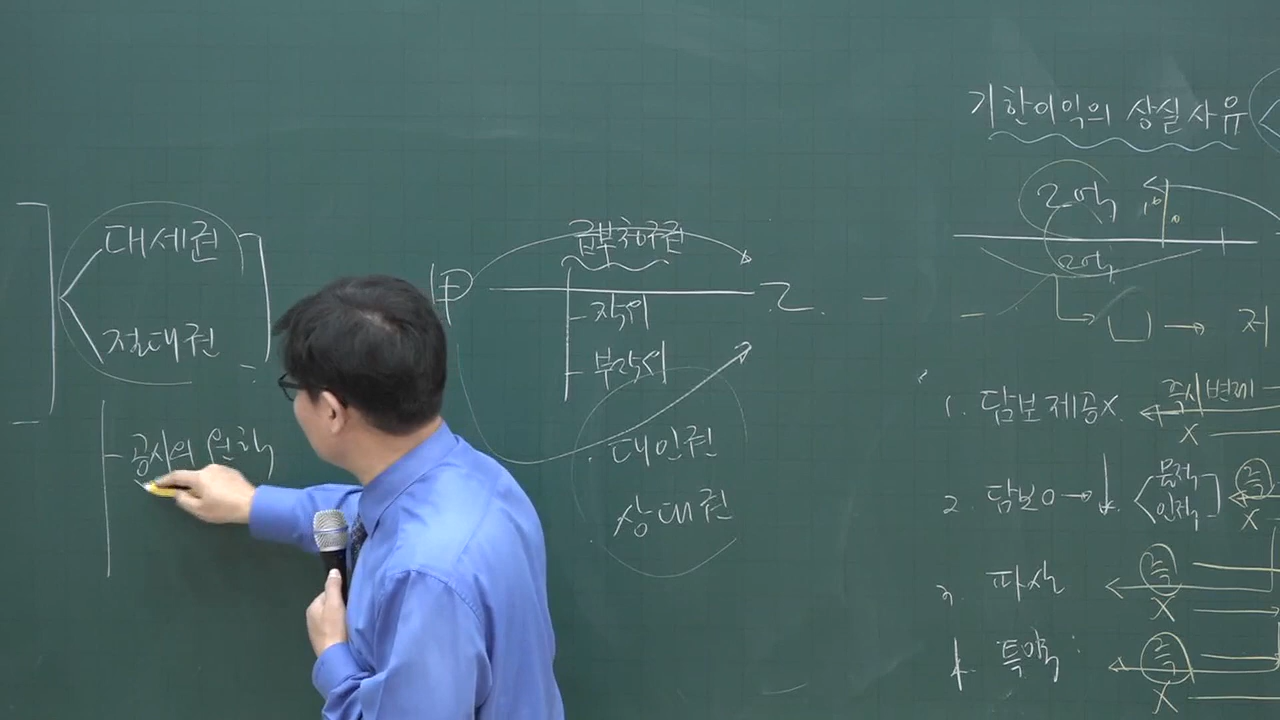 대세권
절대권
공시의 원칙
급부청구권
작위
부작위
대인권
상대권
기한이익의 상실사유
2억
2억
1. 담보제공X
즉시변제
X
2. 담보O
물적
인적
즉
X
3. 파산
즉
X
4. 특약
즉
X